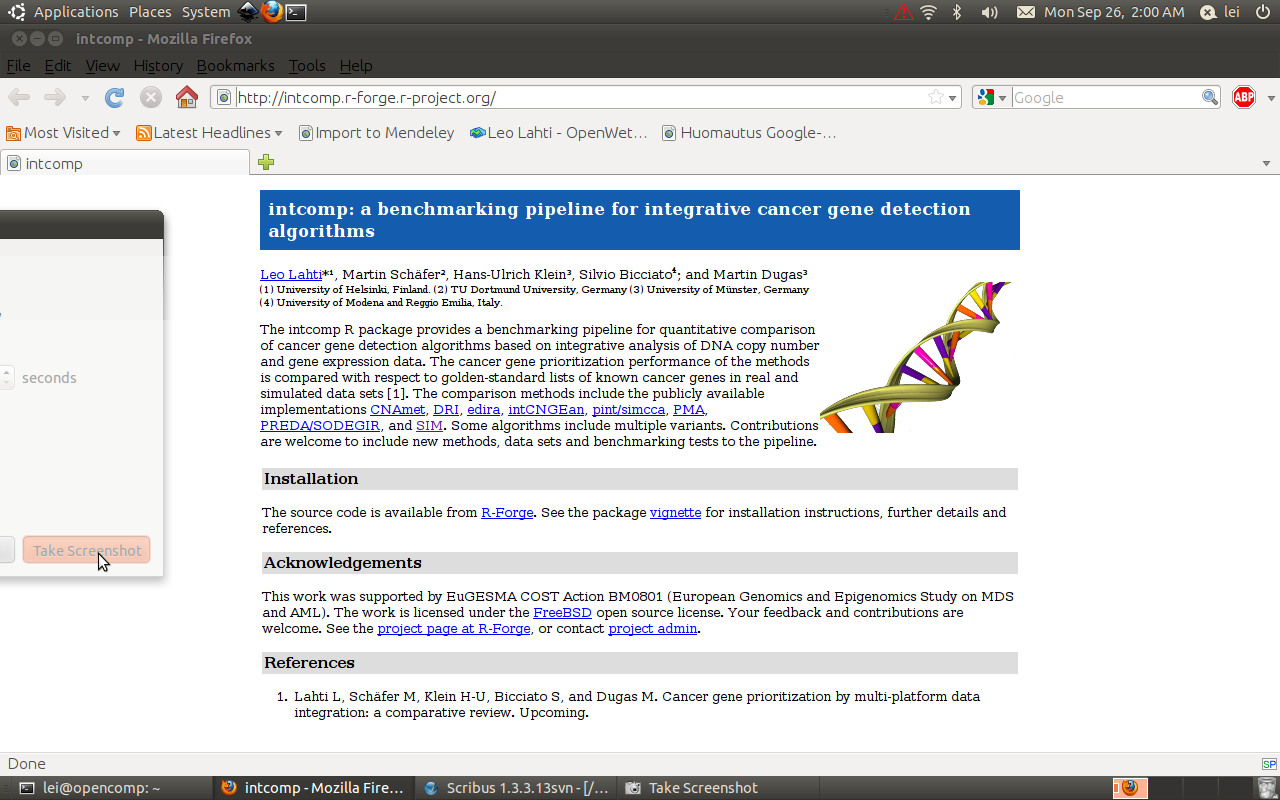 Applications Places System Mon Sep 26, 2:00 AM lei
intcomp - Mozilla Firefox
File Edit View History Bookmarks Tools Help
http://intcomp.r-forge.r-project.org/ Google ABP
Most Visited Latest Headlines Import to Mendeley Leo Lahti - OpenWet... Huomautus Google-...
intcomp
intcomp: a benchmarking pipeline for integrative cancer gene detection
algorithms
Leo Lahti*¹, Martin Schäfer², Hans-Ulrich Klein³, Silvio Bicciato⁴; and Martin Dugas³
(1) University of Helsinki, Finland. (2) TU Dortmund University, Germany (3) University of Münster, Germany
(4) University of Modena and Reggio Emilia, Italy.
The intcomp R package provides a benchmarking pipeline for quantitative comparison
of cancer gene detection algorithms based on integrative analysis of DNA copy number
and gene expression data. The cancer gene prioritization performance of the methods
is compared with respect to golden-standard lists of known cancer genes in real and
simulated data sets [1]. The comparison methods include the publicly available
implementations CNAmet, DRI, edira, intCNGEan, pint/simcca, PMA,
PREDA/SODEGIR, and SIM. Some algorithms include multiple variants. Contributions
are welcome to include new methods, data sets and benchmarking tests to the pipeline.
seconds
Take Screenshot
Installation
The source code is available from R-Forge. See the package vignette for installation instructions, further details and
references.
Acknowledgements
This work was supported by EuGESMA COST Action BM0801 (European Genomics and Epigenomics Study on MDS
and AML). The work is licensed under the FreeBSD open source license. Your feedback and contributions are
welcome. See the project page at R-Forge, or contact project admin.
References
1. Lahti L, Schäfer M, Klein H-U, Bicciato S, and Dugas M. Cancer gene prioritization by multi-platform data
integration: a comparative review. Upcoming.
Done SP
lei@opencomp: ~ intcomp - Mozilla Fire... Scribus 1.3.3.13svn - [/... Take Screenshot